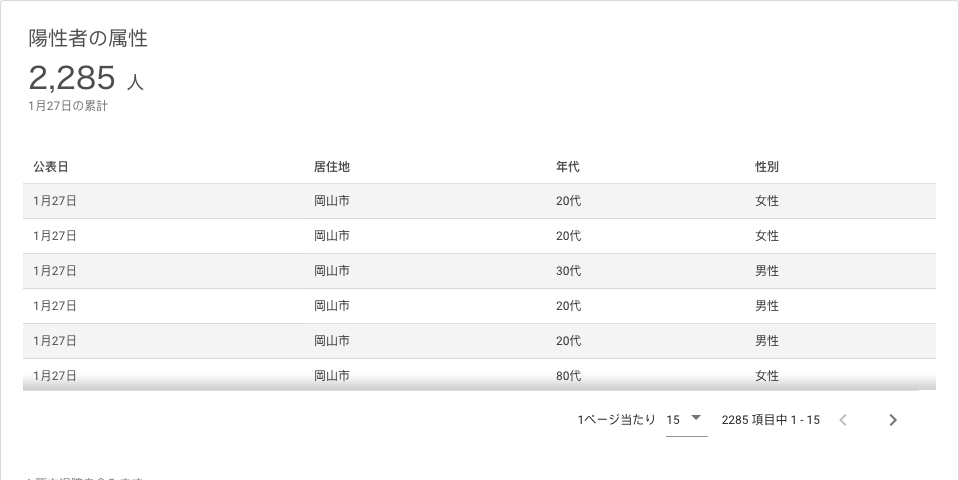 陽性者の属性
2,285 人
1月27日の累計
公表日 居住地 年代 性別
1月27日 岡山市 20代 女性
1月27日 岡山市 20代 女性
1月27日 岡山市 30代 男性
1月27日 岡山市 20代 男性
1月27日 岡山市 20代 男性
1月27日 岡山市 80代 女性
1ページ当たり 15 2285 項目中 1 - 15